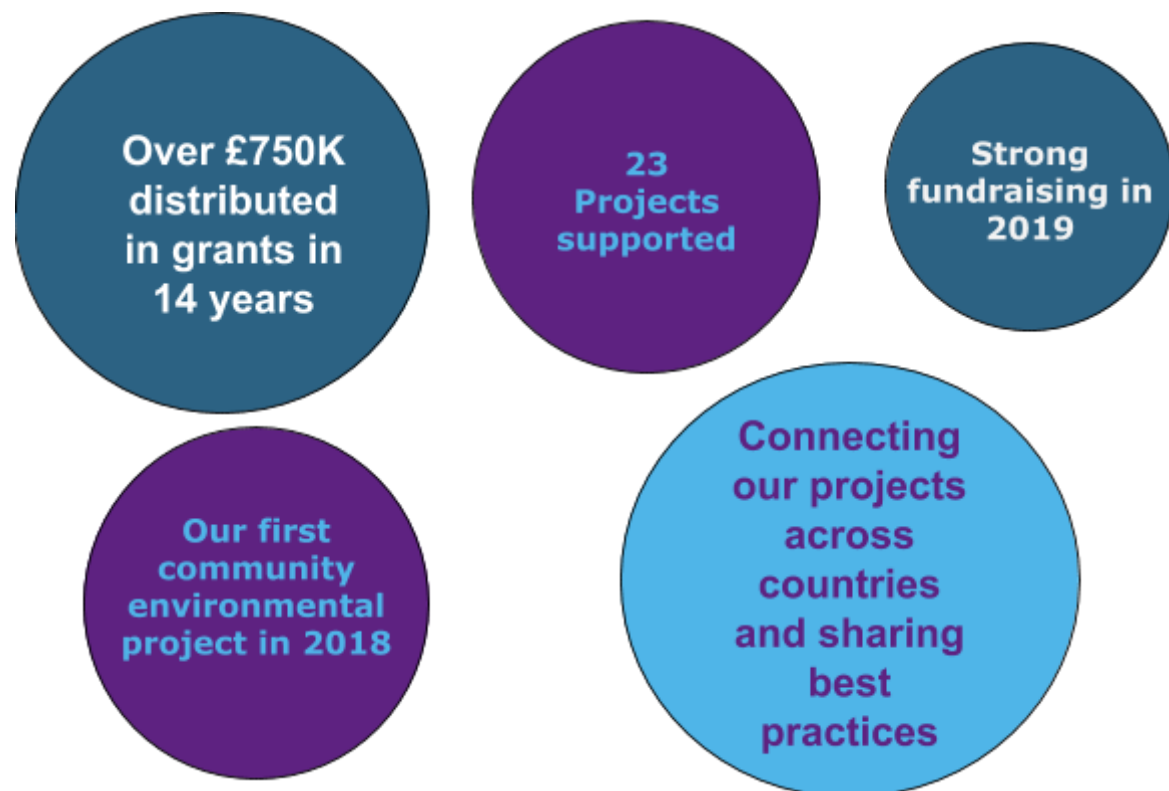 Over £750K
distributed
in grants in
14 years
23
Projects
supported
Strong
fundraising in
2019
Our first
community
environmental
project in 2018
Connecting
our projects
across
countries
and sharing
best
practices